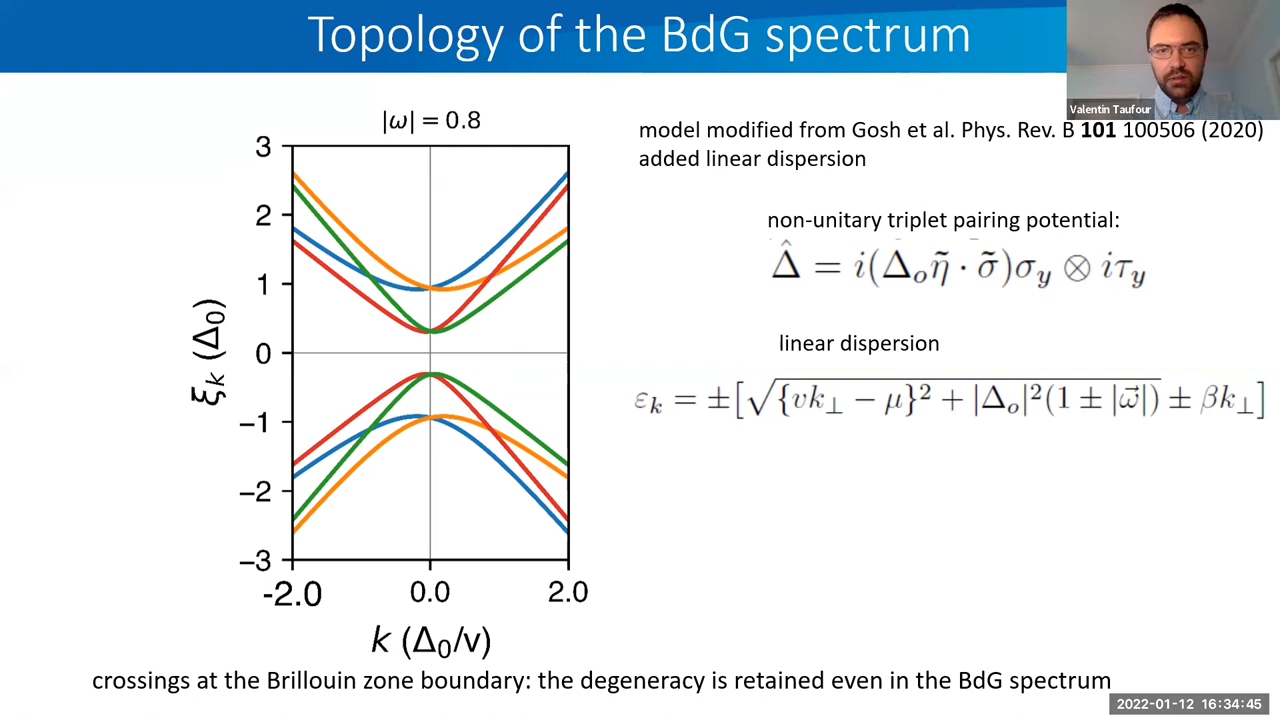 Topology of the BdG spectrum
Valentin Taufour
|ω| = 0.8
model modified from Gosh et al. Phys. Rev. B 101 100506 (2020)
added linear dispersion
non-unitary triplet pairing potential:
Δ̂ = i(Δₒη̃ · σ̃)σ_y ⊗ iτ_y
linear dispersion
ε_k = ±[√{vk_⊥ − μ}² + |Δₒ|²(1 ± |ω⃗|) ± βk_⊥]
3
2
1
0
−1
−2
−3
ξ_k (Δ₀)
-2.0 0.0 2.0
k (Δ₀/v)
crossings at the Brillouin zone boundary: the degeneracy is retained even in the BdG spectrum
2022-01-12 16:34:45